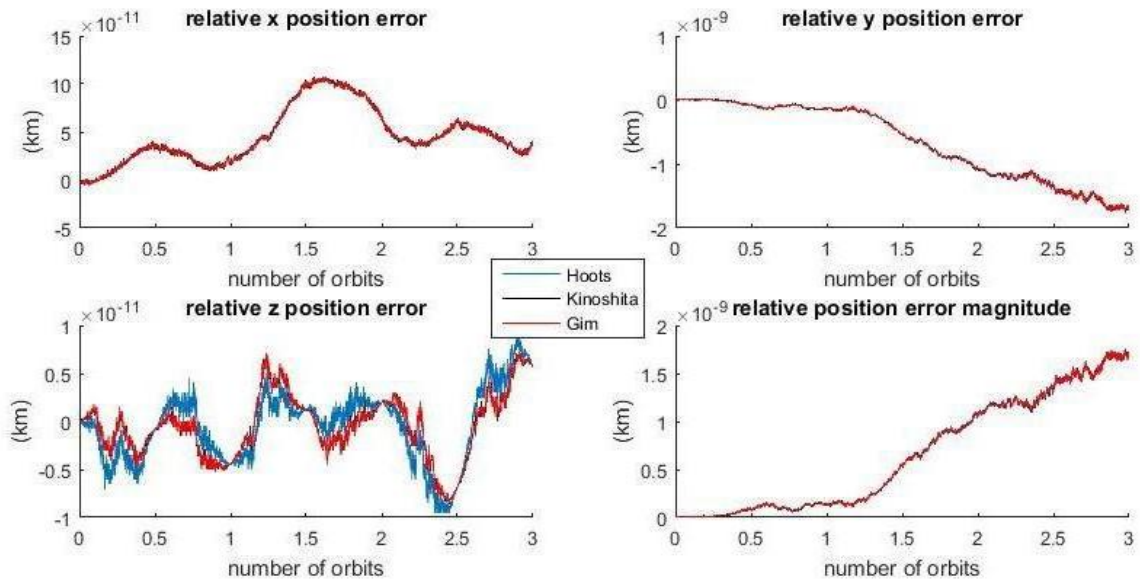 relative x position error
×10^-11
15
10
5
0
-5
(km)
0 0.5 1 1.5 2 2.5 3
number of orbits
relative y position error
×10^-9
1
0
-1
-2
(km)
0 0.5 1 1.5 2 2.5 3
number of orbits
Hoots
Kinoshita
Gim
relative z position error
×10^-11
1
0.5
0
-0.5
-1
(km)
0 0.5 1 1.5 2 2.5 3
number of orbits
relative position error magnitude
×10^-9
2
1.5
1
0.5
0
(km)
0 0.5 1 1.5 2 2.5 3
number of orbits